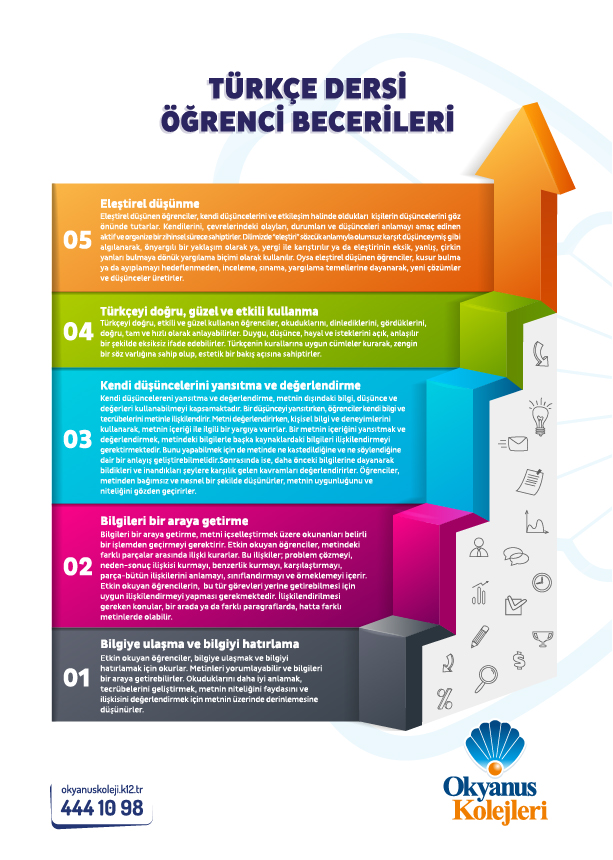 TÜRKÇE DERSİ
ÖĞRENCİ BECERİLERİ
05
Eleştirel düşünme
Eleştirel düşünen öğrenciler, kendi düşüncelerini ve etkileşim halinde oldukları kişilerin düşüncelerini göz
önünde tutarlar. Kendilerini, çevrelerindeki olayları, durumları ve düşünceleri anlamayı amaç edinen
aktif ve organize bir zihinsel sürece sahiptirler. Dilimizde "eleştiri" sözcük anlamıyla olumsuz karşıt düşünceymiş gibi
algılanarak, önyargılı bir yaklaşım olarak ya, yergi ile karıştırılır ya da eleştirinin eksik, yanlış, çirkin
yanları bulmaya dönük yargılama biçimi olarak kullanılır. Oysa eleştirel düşünen öğrenciler, kusur bulma
ya da ayıplamayı hedeflenmeden, inceleme, sınama, yargılama temellerine dayanarak, yeni çözümler
ve düşünceler üretirler.
04
Türkçeyi doğru, güzel ve etkili kullanma
Türkçeyi doğru, etkili ve güzel kullanan öğrenciler, okuduklarını, dinlediklerini, gördüklerini,
doğru, tam ve hızlı olarak anlayabilirler. Duygu, düşünce, hayal ve isteklerini açık, anlaşılır
bir şekilde eksiksiz ifade edebilirler. Türkçenin kurallarına uygun cümleler kurarak, zengin
bir söz varlığına sahip olup, estetik bir bakış açısına sahiptirler.
03
Kendi düşüncelerini yansıtma ve değerlendirme
Kendi düşüncelereni yansıtma ve değerlendirme, metnin dışındaki bilgi, düşünce ve
değerleri kullanabilmeyi kapsamaktadır. Bir düşünceyi yansıtırken, öğrenciler kendi bilgi ve
tecrübelerini metinle ilişkilendirir. Metni değerlendirirken, kişisel bilgi ve deneyimlerini
kullanarak, metnin içeriği ile ilgili bir yargıya varırlar. Bir metnin içeriğini yansıtmak ve
değerlendirmek, metindeki bilgilerle başka kaynaklardaki bilgileri ilişkilendirmeyi
gerektirmektedir. Bunu yapabilmek için de metinde ne kastedildiğine ve ne söylendiğine
dair bir anlayış geliştirebilmelidir.Sonrasında ise, daha önceki bilgilerine dayanarak
bildikleri ve inandıkları şeylere karşılık gelen kavramları değerlendirirler. Öğrenciler,
metinden bağımsız ve nesnel bir şekilde düşünürler, metnin uygunluğunu ve
niteliğini gözden geçirirler.
02
Bilgileri bir araya getirme
Bilgileri bir araya getirme, metni içselleştirmek üzere okunanları belirli
bir işlemden geçirmeyi gerektirir. Etkin okuyan öğrenciler, metindeki
farklı parçalar arasında ilişki kurarlar. Bu ilişkiler; problem çözmeyi,
neden-sonuç ilişkisi kurmayı, benzerlik kurmayı, karşılaştırmayı,
parça-bütün ilişkilerini anlamayı, sınıflandırmayı ve örneklemeyi içerir.
Etkin okuyan öğrencilerin, bu tür görevleri yerine getirebilmesi için
uygun ilişkilendirmeyi yapması gerekmektedir. İlişkilendirilmesi
gereken konular, bir arada ya da farklı paragraflarda, hatta farklı
metinlerde olabilir.
01
Bilgiye ulaşma ve bilgiyi hatırlama
Etkin okuyan öğrenciler, bilgiye ulaşmak ve bilgiyi
hatırlamak için okurlar. Metinleri yorumlayabilir ve bilgileri
bir araya getirebilirler. Okuduklarını daha iyi anlamak,
tecrübelerini geliştirmek, metnin niteliğini faydasını ve
ilişkisini değerlendirmek için metnin üzerinde derinlemesine
düşünürler.
okyanuskoleji.k12.tr
444 10 98
Okyanus
Kolejleri